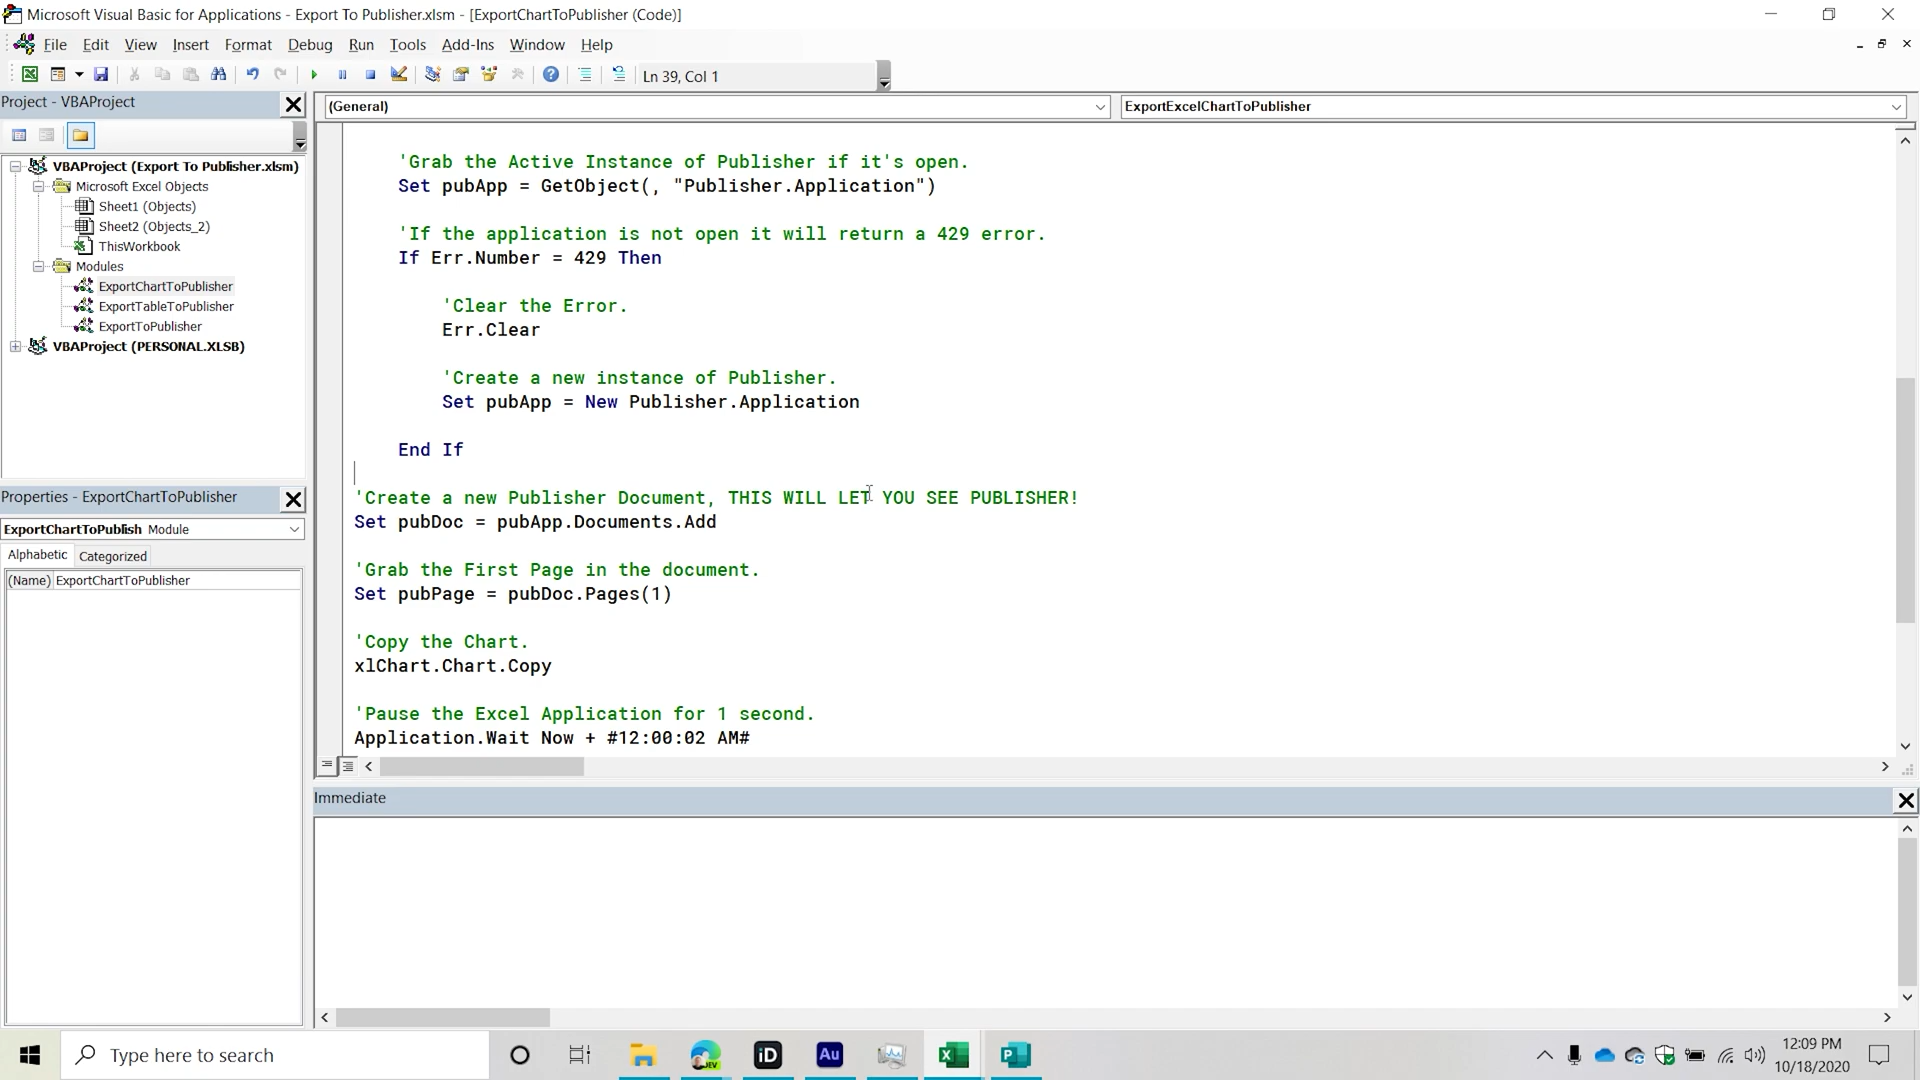 Microsoft Visual Basic for Applications - Export To Publisher.xlsm - [ExportChartToPublisher (Code)]
File Edit View Insert Format Debug Run Tools Add-Ins Window Help
Ln 39, Col 1
Project - VBAProject
(General)
ExportExcelChartToPublisher
VBAProject (Export To Publisher.xlsm)
Microsoft Excel Objects
Sheet1 (Objects)
Sheet2 (Objects_2)
ThisWorkbook
Modules
ExportChartToPublisher
ExportTableToPublisher
ExportToPublisher
VBAProject (PERSONAL.XLSB)
Properties - ExportChartToPublisher
ExportChartToPublish Module
Alphabetic Categorized
(Name) ExportChartToPublisher
'Grab the Active Instance of Publisher if it's open.
Set pubApp = GetObject(, "Publisher.Application")
'If the application is not open it will return a 429 error.
If Err.Number = 429 Then
'Clear the Error.
Err.Clear
'Create a new instance of Publisher.
Set pubApp = New Publisher.Application
End If
'Create a new Publisher Document, THIS WILL LET YOU SEE PUBLISHER!
Set pubDoc = pubApp.Documents.Add
'Grab the First Page in the document.
Set pubPage = pubDoc.Pages(1)
'Copy the Chart.
xlChart.Chart.Copy
'Pause the Excel Application for 1 second.
Application.Wait Now + #12:00:02 AM#
Immediate
Type here to search
DEV
iD
Au
X
P
12:09 PM
10/18/2020